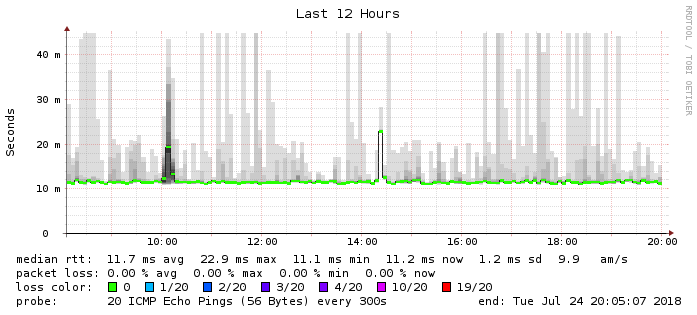 Last 12 Hours
RRDTOOL / TOBI OETIKER
Seconds
40 m
30 m
20 m
10 m
0
10:00 12:00 14:00 16:00 18:00 20:00
median rtt: 11.7 ms avg 22.9 ms max 11.1 ms min 11.2 ms now 1.2 ms sd 9.9 am/s
packet loss: 0.00 % avg 0.00 % max 0.00 % min 0.00 % now
loss color: 0 1/20 2/20 3/20 4/20 10/20 19/20
probe: 20 ICMP Echo Pings (56 Bytes) every 300s end: Tue Jul 24 20:05:07 2018